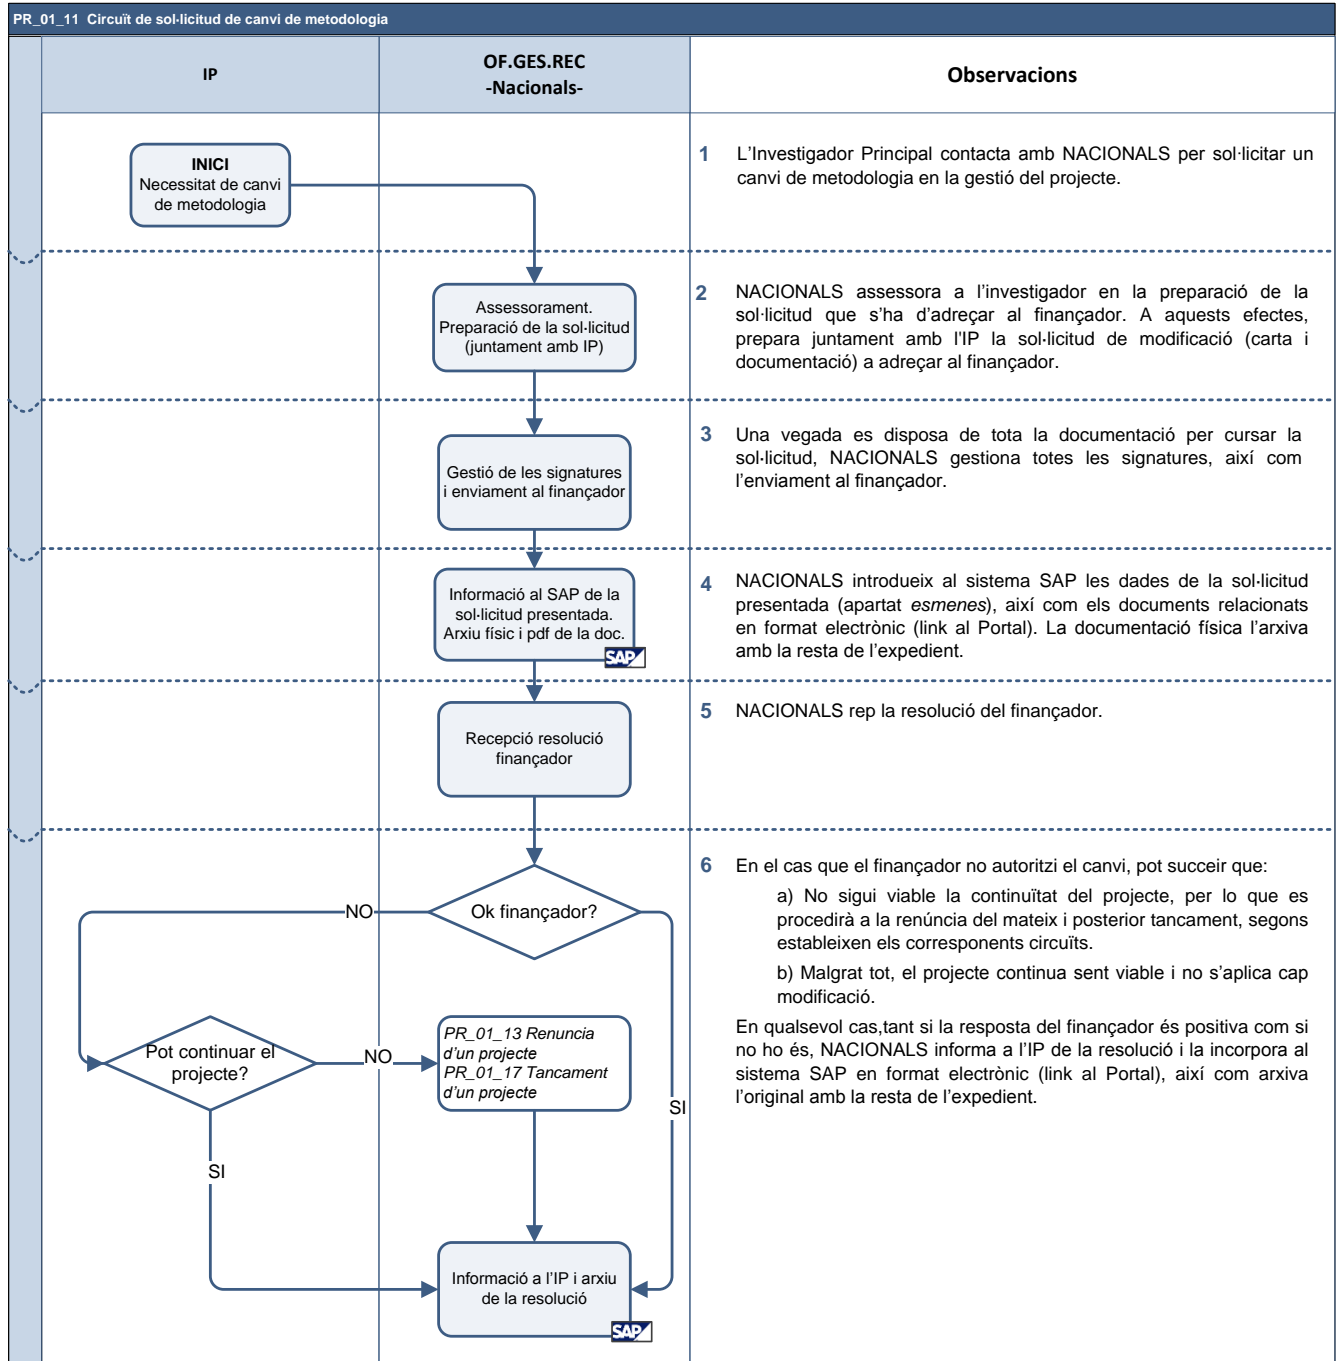 PR_01_11 Circuït de sol·licitud de canvi de metodologia
IP
OF.GES.REC
-Nacionals-
Observacions
INICI
Necessitat de canvi
de metodologia
1 L’Investigador Principal contacta amb NACIONALS per sol·licitar un
canvi de metodologia en la gestió del projecte.
Assessorament.
Preparació de la sol·licitud
(juntament amb IP)
2 NACIONALS assessora a l’investigador en la preparació de la
sol·licitud que s’ha d’adreçar al finançador. A aquests efectes,
prepara juntament amb l'IP la sol·licitud de modificació (carta i
documentació) a adreçar al finançador.
Gestió de les signatures
i enviament al finançador
3 Una vegada es disposa de tota la documentació per cursar la
sol·licitud, NACIONALS gestiona totes les signatures, així com
l’enviament al finançador.
Informació al SAP de la
sol·licitud presentada.
Arxiu físic i pdf de la doc.
SAP
4 NACIONALS introdueix al sistema SAP les dades de la sol·licitud
presentada (apartat esmenes), així com els documents relacionats
en format electrònic (link al Portal). La documentació física l’arxiva
amb la resta de l’expedient.
Recepció resolució
finançador
5 NACIONALS rep la resolució del finançador.
Ok finançador?
NO
SI
Pot continuar el
projecte?
NO
SI
PR_01_13 Renuncia
d’un projecte
PR_01_17 Tancament
d’un projecte
Informació a l’IP i arxiu
de la resolució
SAP
6 En el cas que el finançador no autoritzi el canvi, pot succeir que:
a) No sigui viable la continuïtat del projecte, per lo que es
procedirà a la renúncia del mateix i posterior tancament, segons
estableixen els corresponents circuïts.
b) Malgrat tot, el projecte continua sent viable i no s’aplica cap
modificació.
En qualsevol cas,tant si la resposta del finançador és positiva com si
no ho és, NACIONALS informa a l’IP de la resolució i la incorpora al
sistema SAP en format electrònic (link al Portal), així com arxiva
l’original amb la resta de l’expedient.